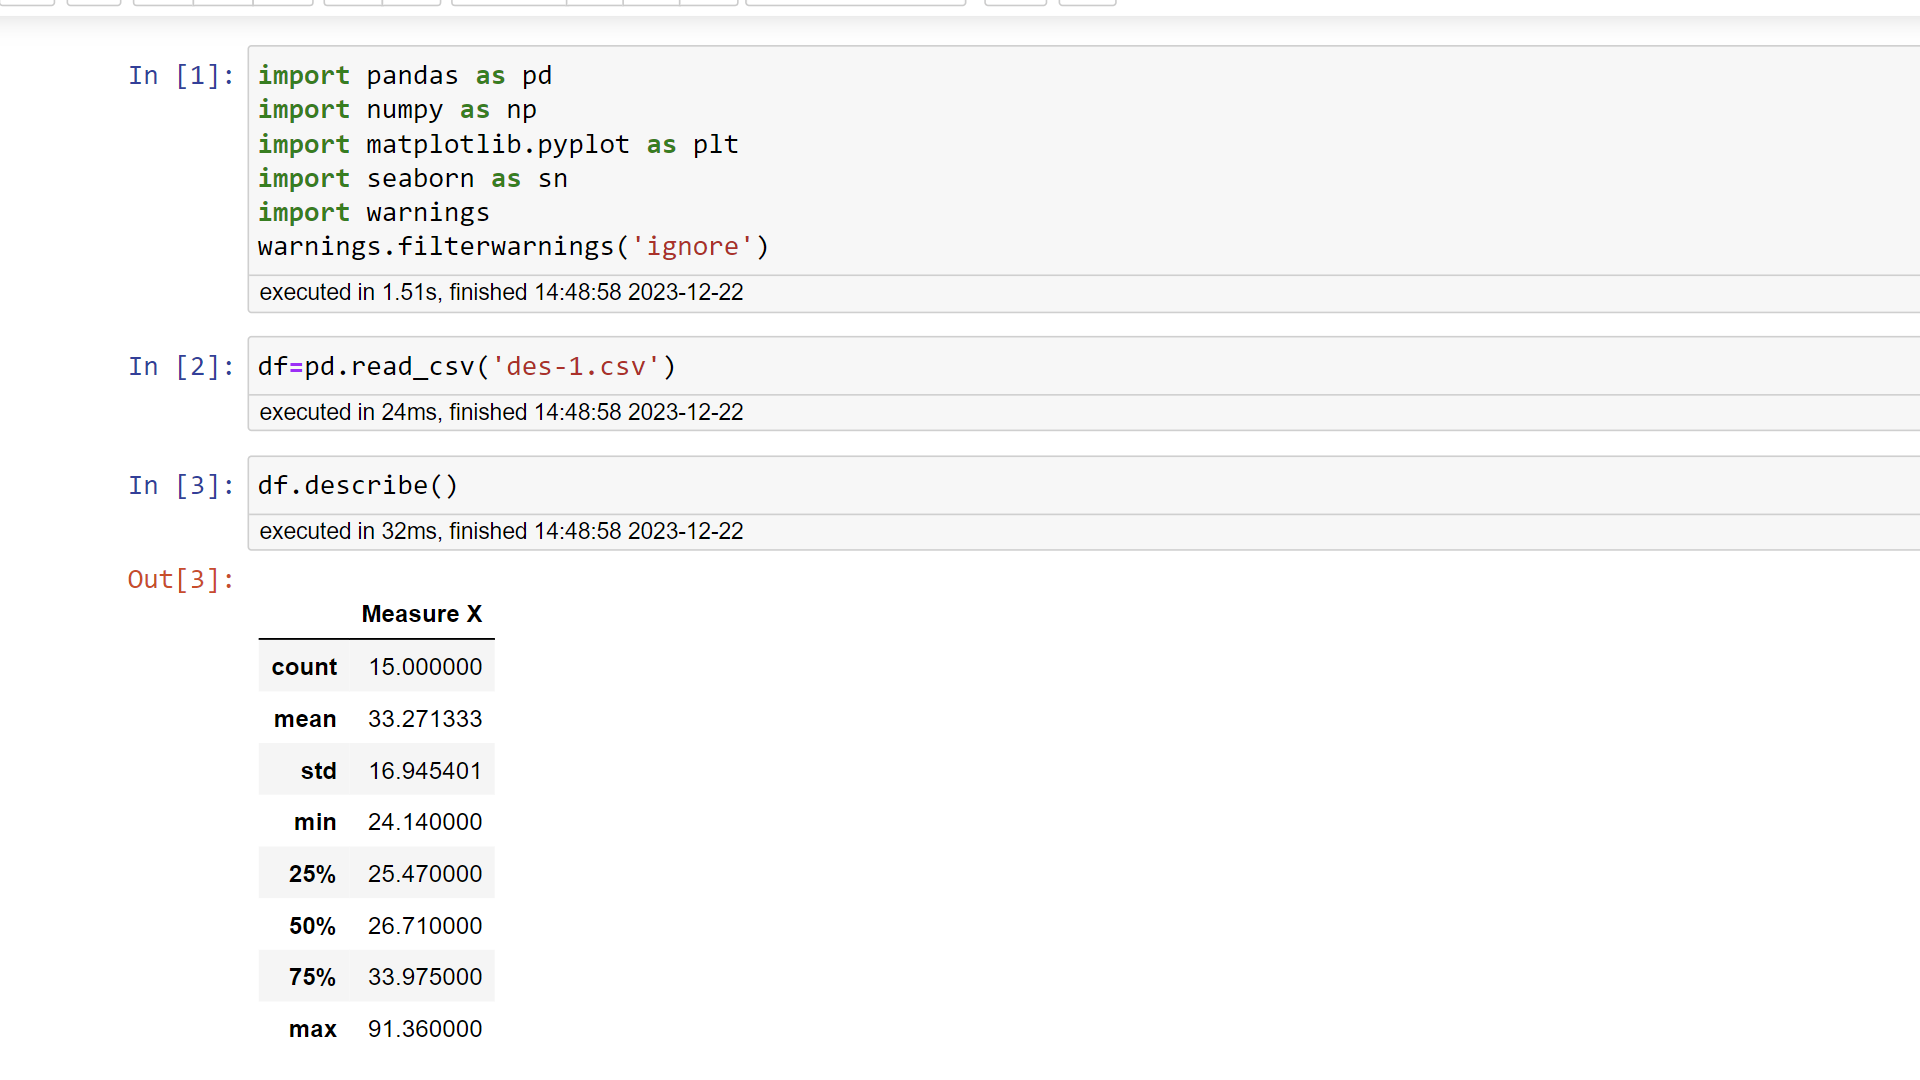 In [1]: import pandas as pd
import numpy as np
import matplotlib.pyplot as plt
import seaborn as sn
import warnings
warnings.filterwarnings('ignore')
executed in 1.51s, finished 14:48:58 2023-12-22
In [2]: df=pd.read_csv('des-1.csv')
executed in 24ms, finished 14:48:58 2023-12-22
In [3]: df.describe()
executed in 32ms, finished 14:48:58 2023-12-22
Out[3]:
Measure X
count 15.000000
mean 33.271333
std 16.945401
min 24.140000
25% 25.470000
50% 26.710000
75% 33.975000
max 91.360000